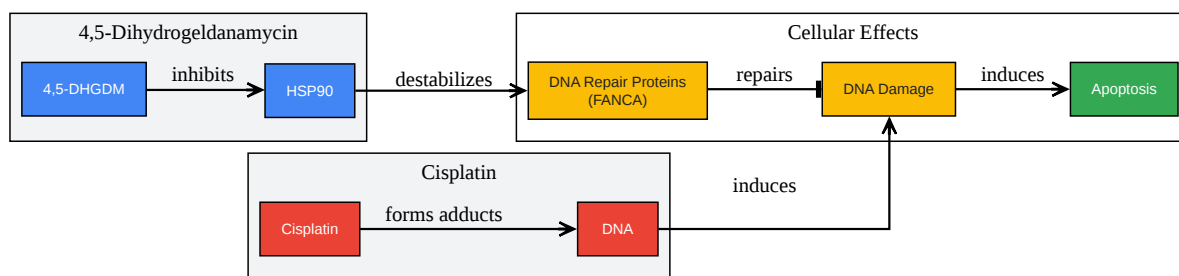 4,5-Dihydrogeldanamycin
Cellular Effects
4,5-DHGDM
inhibits
HSP90
destabilizes
DNA Repair Proteins
(FANCA)
repairs
DNA Damage
induces
Apoptosis
Cisplatin
induces
Cisplatin
forms adducts
DNA